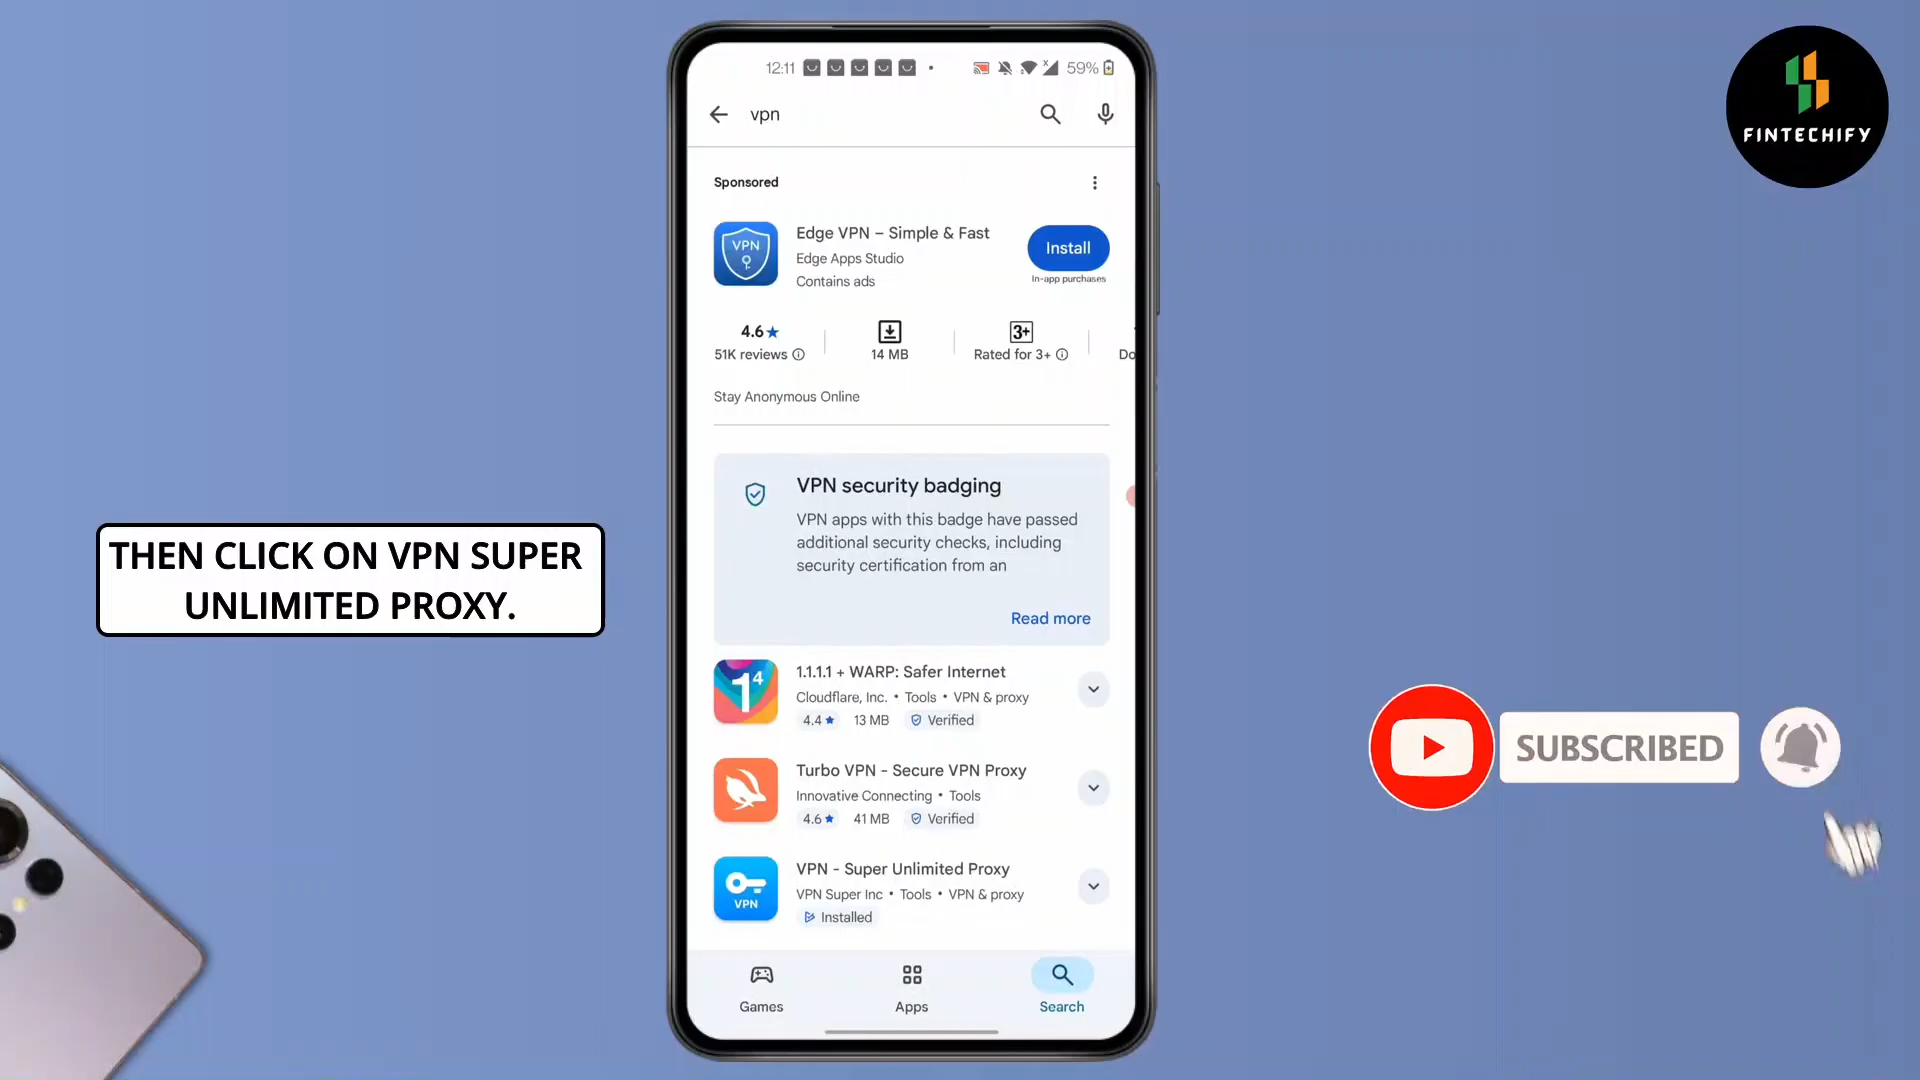 12:11
59%
vpn
FINTECHIFY
Sponsored
VPN
Edge VPN – Simple & Fast
Edge Apps Studio
Contains ads
Install
In-app purchases
4.6★
51K reviews
14 MB
3+
Rated for 3+
Do
Stay Anonymous Online
VPN security badging
VPN apps with this badge have passed
additional security checks, including
security certification from an
Read more
THEN CLICK ON VPN SUPER
UNLIMITED PROXY.
1⁴
1.1.1.1 + WARP: Safer Internet
Cloudflare, Inc. • Tools • VPN & proxy
4.4★ 13 MB Verified
Turbo VPN - Secure VPN Proxy
Innovative Connecting • Tools
4.6★ 41 MB Verified
SUBSCRIBED
VPN
VPN - Super Unlimited Proxy
VPN Super Inc • Tools • VPN & proxy
Installed
Games
Apps
Search